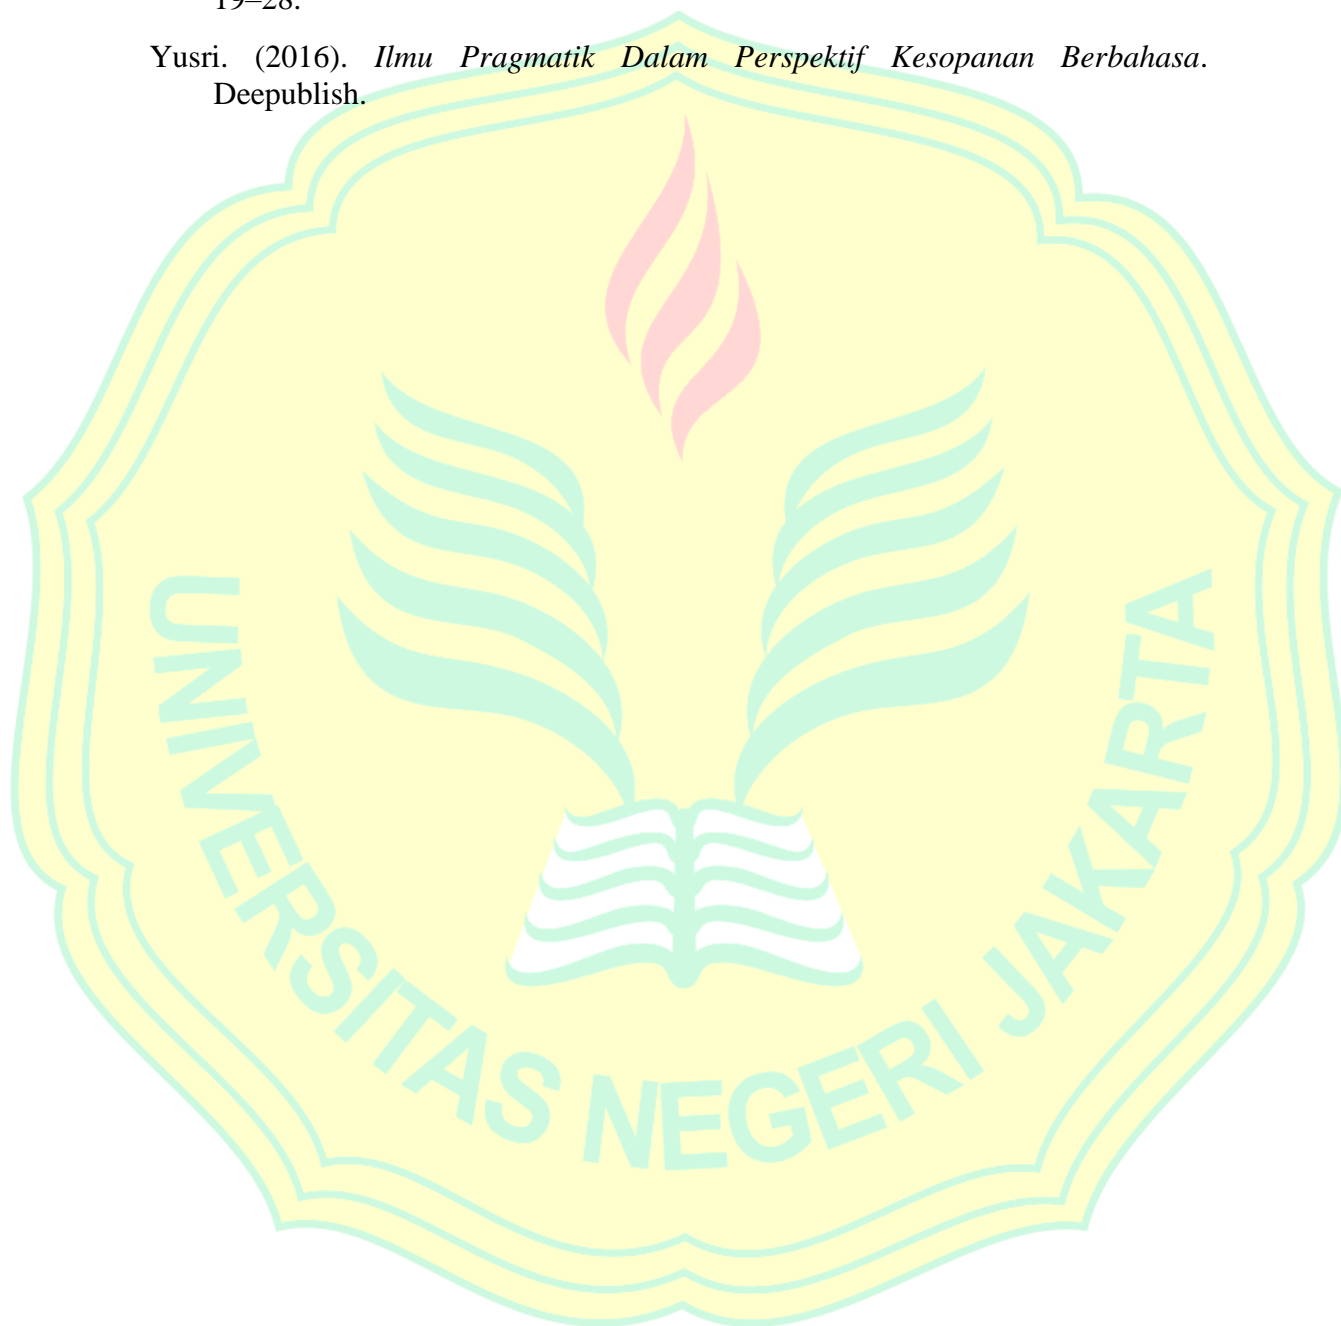 19–28.
Yusri. (2016). Ilmu Pragmatik Dalam Perspektif Kesopanan Berbahasa.
Deepublish.
UNIVERSITAS NEGERI JAKARTA